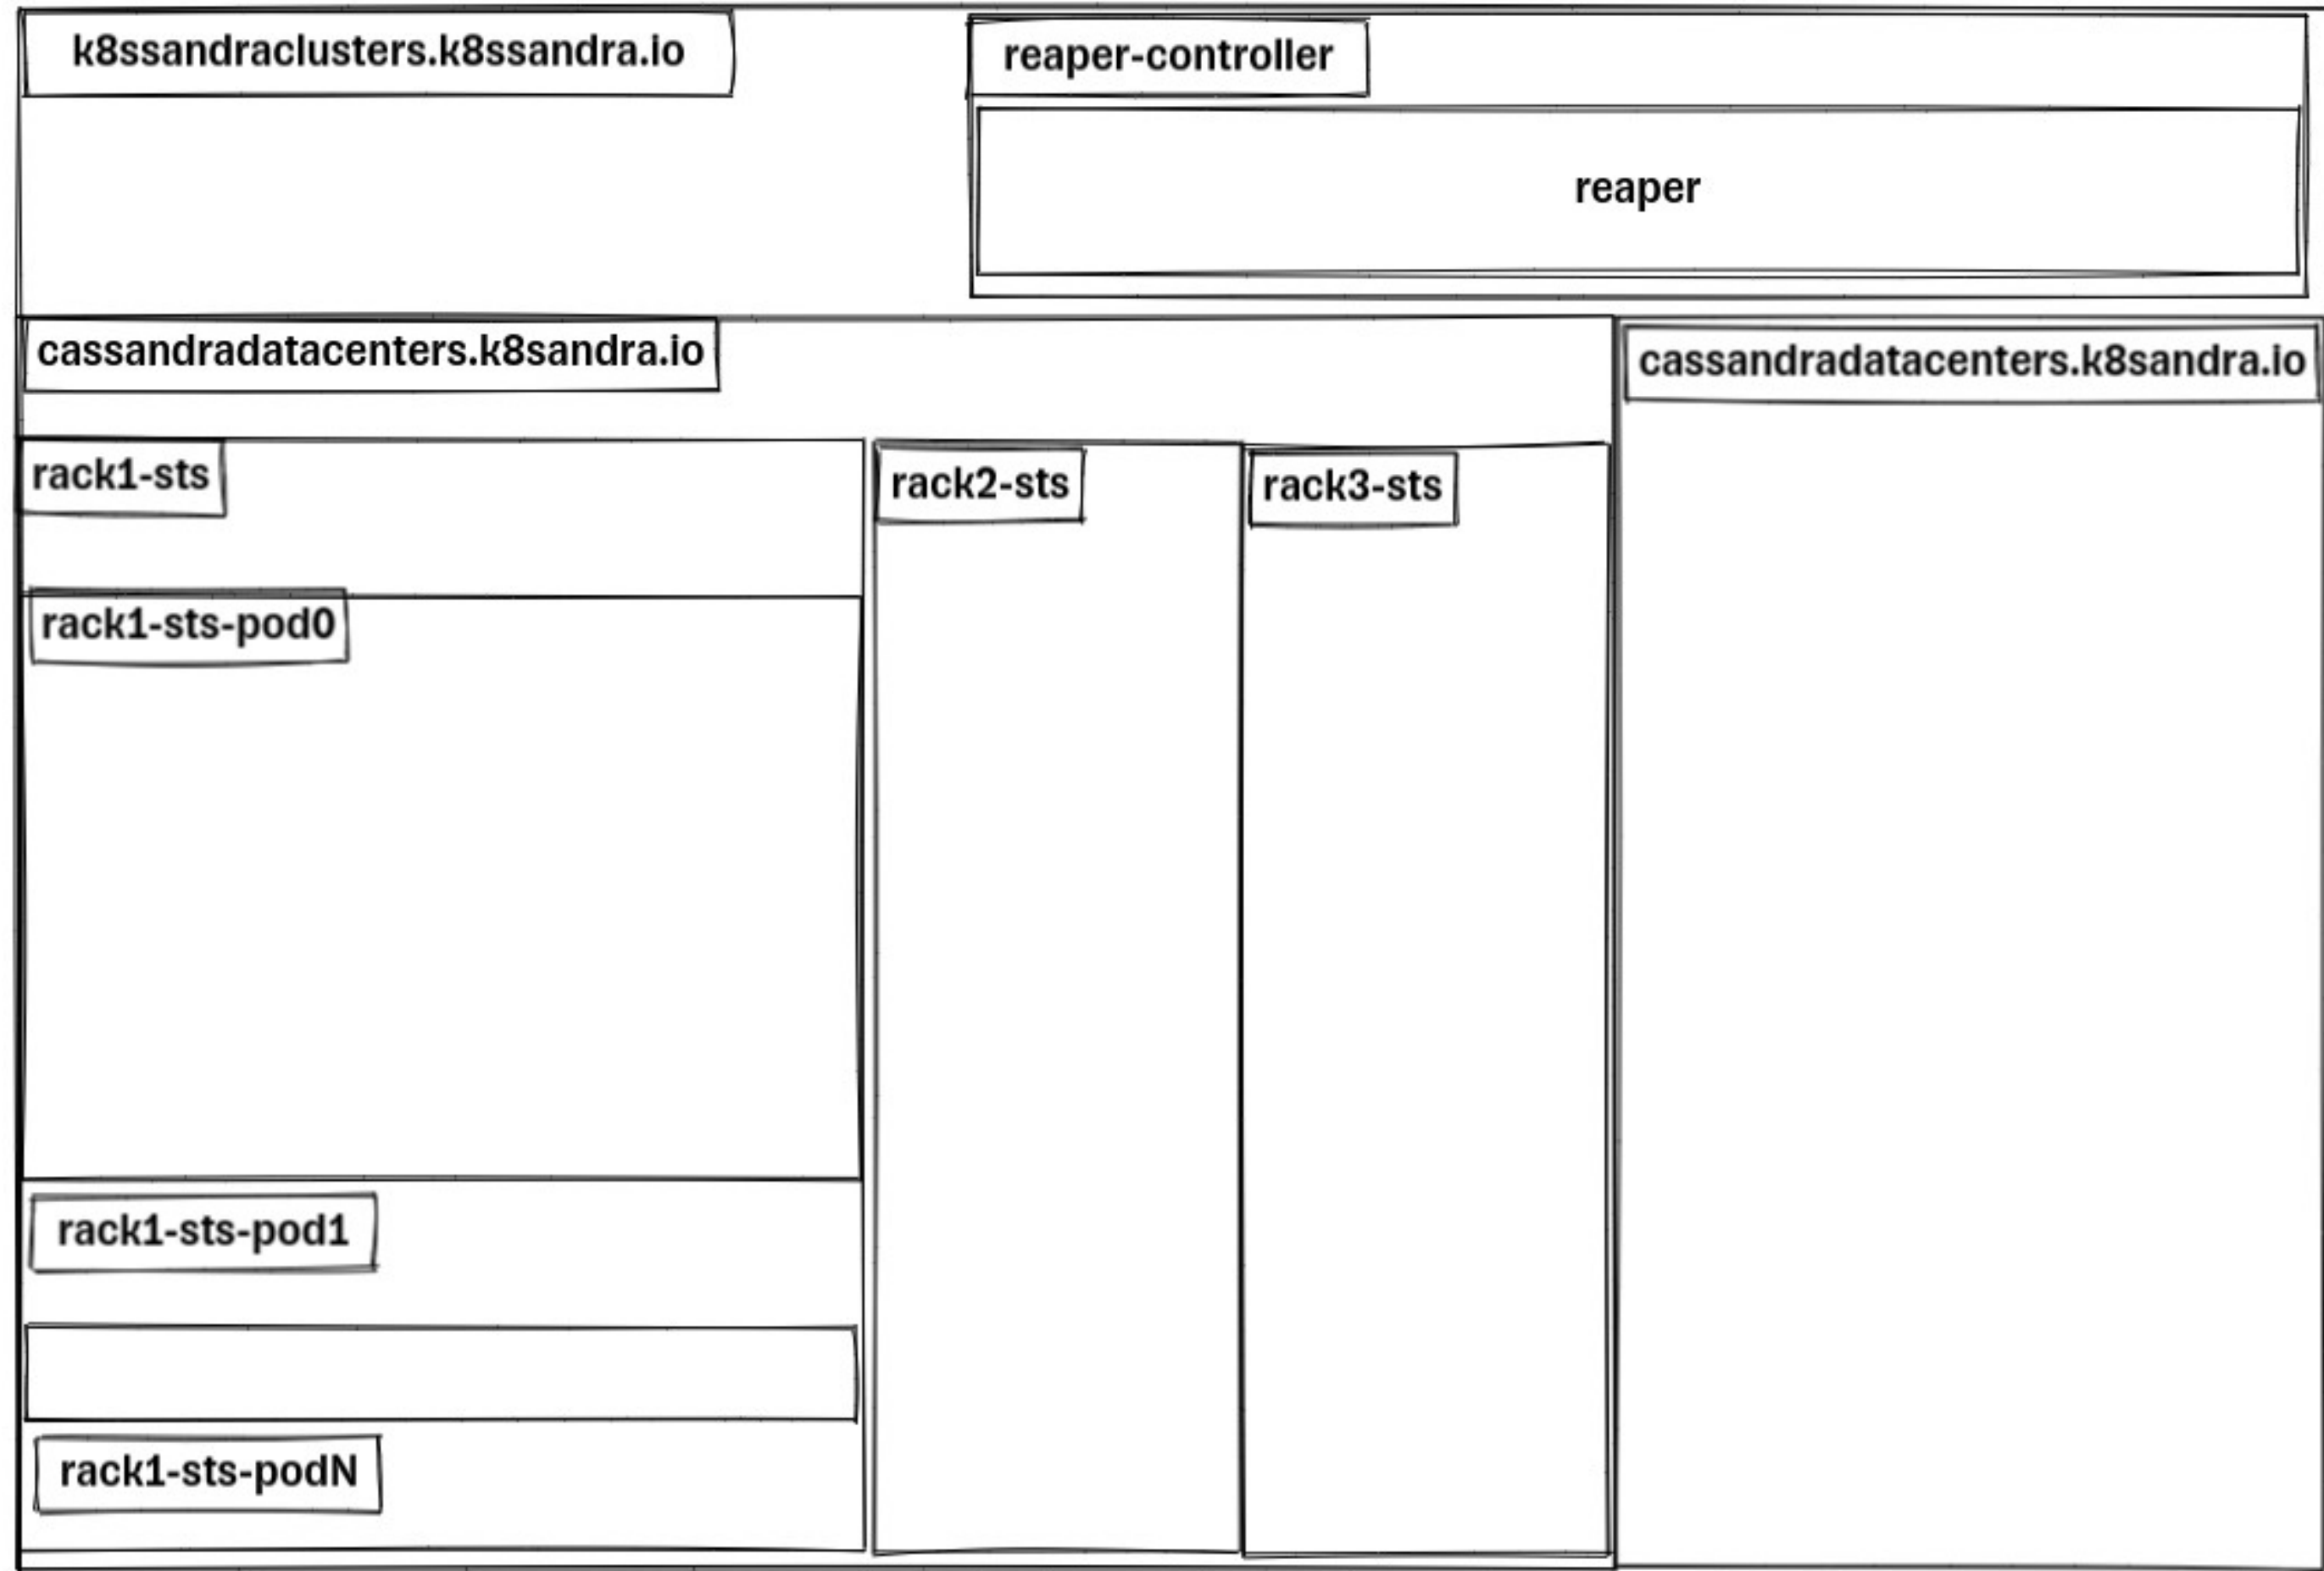 k8ssandraclusters.k8ssandra.io
reaper-controller
reaper
cassandradatacenters.k8sandra.io
cassandradatacenters.k8sandra.io
rack1-sts
rack2-sts
rack3-sts
rack1-sts-pod0
rack1-sts-pod1
rack1-sts-podN